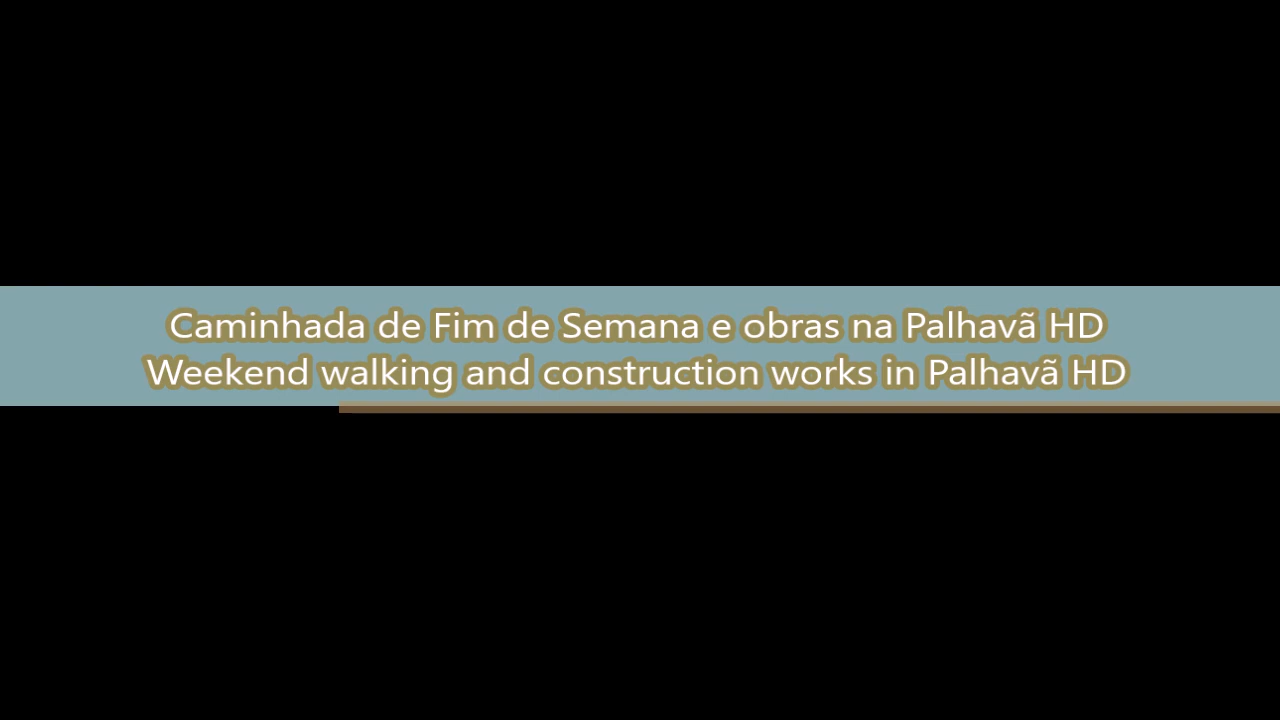 Caminhada de Fim de Semana e obras na Palhavã HD
Weekend walking and construction works in Palhavã HD